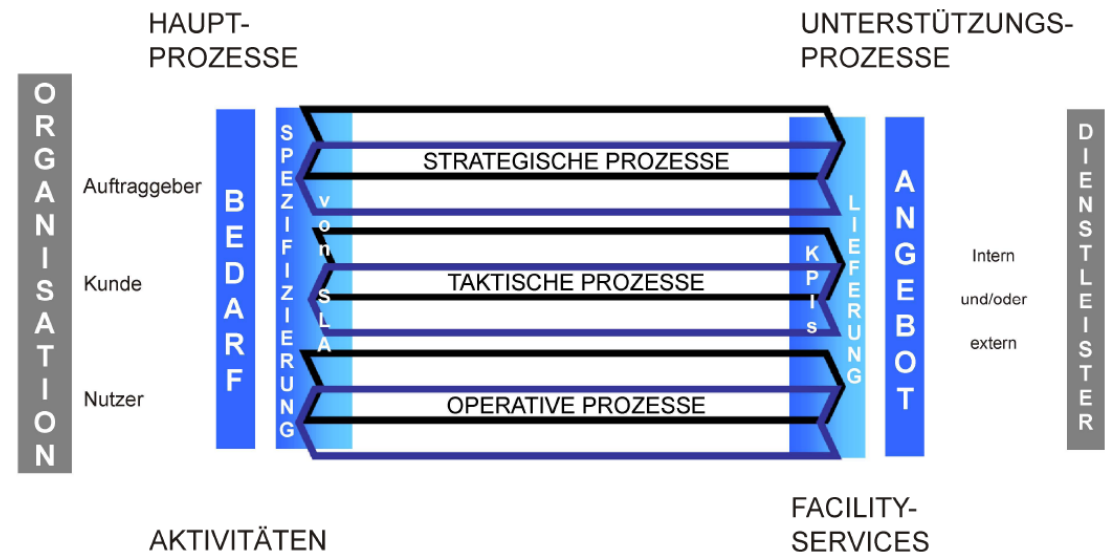 HAUPT-
PROZESSE
UNTERSTÜTZUNGS-
PROZESSE
ORGANISATION
Auftraggeber
Kunde
Nutzer
BEDARF
SPEZIFIZIERUNG
von SLA
STRATEGISCHE PROZESSE
TAKTISCHE PROZESSE
OPERATIVE PROZESSE
KPIs
LIEFERUNG
ANGEBOT
Intern
und/oder
extern
DIENSTLEISTER
AKTIVITÄTEN
FACILITY-
SERVICES